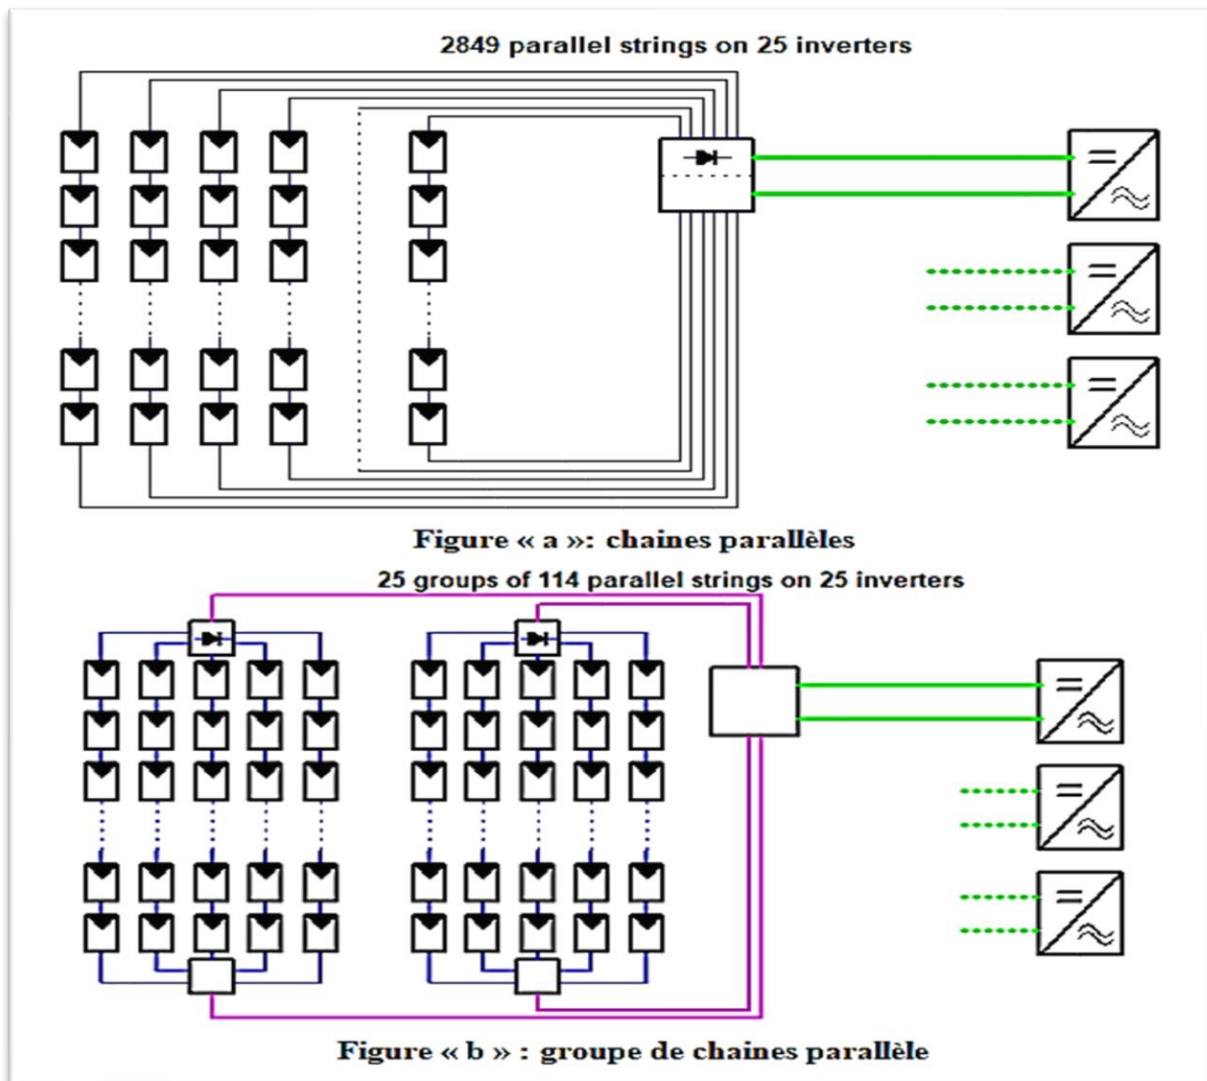 2849 parallel strings on 25 inverters
Figure « a »: chaines parallèles
25 groups of 114 parallel strings on 25 inverters
Figure « b » : groupe de chaines parallèle